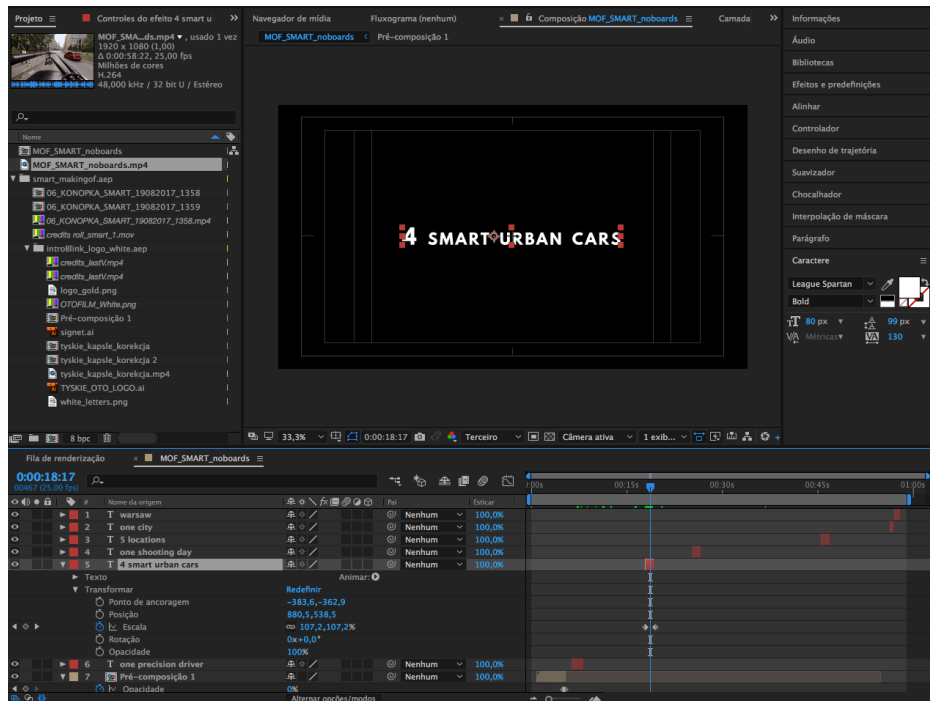 Projeto ≡ Controles do efeito 4 smart u »
MOF_SMA...ds.mp4 ▾ , usado 1 vez
1920 x 1080 (1,00)
Δ 0:00:58:22, 25,00 fps
Milhões de cores
H.264
48,000 kHz / 32 bit U / Estéreo
Nome
MOF_SMART_noboards
MOF_SMART_noboards.mp4
smart_makingof.aep
06_KONOPKA_SMART_19082017_1358
06_KONOPKA_SMART_19082017_1359
06_KONOPKA_SMART_19082017_1358.mp4
credits roll_smart_1.mov
intro8link_logo_white.aep
credits_lastV.mp4
credits_lastV.mp4
logo_gold.png
OTOFILM_White.png
Pré-composição 1
signet.ai
tyskie_kapsle_korekcja
tyskie_kapsle_korekcja 2
tyskie_kapsle_korekcja.mp4
TYSKIE_OTO_LOGO.ai
white_letters.png
8 bpc
Navegador de mídia Fluxograma (nenhum) × Composição MOF_SMART_noboards ≡ Camada »
MOF_SMART_noboards ‹ Pré-composição 1
4 SMART URBAN CARS
33,3% 0:00:18:17 Terceiro Câmera ativa 1 exib...
Informações
Áudio
Bibliotecas
Efeitos e predefinições
Alinhar
Controlador
Desenho de trajetória
Suavizador
Chocalhador
Interpolação de máscara
Parágrafo
Caractere ≡
League Spartan
Bold
80 px 99 px
Métricas 130
Fila de renderização × MOF_SMART_noboards ≡
0:00:18:17
00467 (25.00 fps)
):00s 00:15s 00:30s 00:45s 01:00s
# Nome da origem Pai Esticar
1 T warsaw Nenhum 100,0%
2 T one city Nenhum 100,0%
3 T 5 locations Nenhum 100,0%
4 T one shooting day Nenhum 100,0%
5 T 4 smart urban cars Nenhum 100,0%
Texto Animar:
Transformar Redefinir
Ponto de ancoragem -383,6,-362,9
Posição 880,5,538,5
Escala 107,2,107,2%
Rotação 0x+0,0°
Opacidade 100%
6 T one precision driver Nenhum 100,0%
7 Pré-composição 1 Nenhum 100,0%
Opacidade 0%
Alternar opções/modos